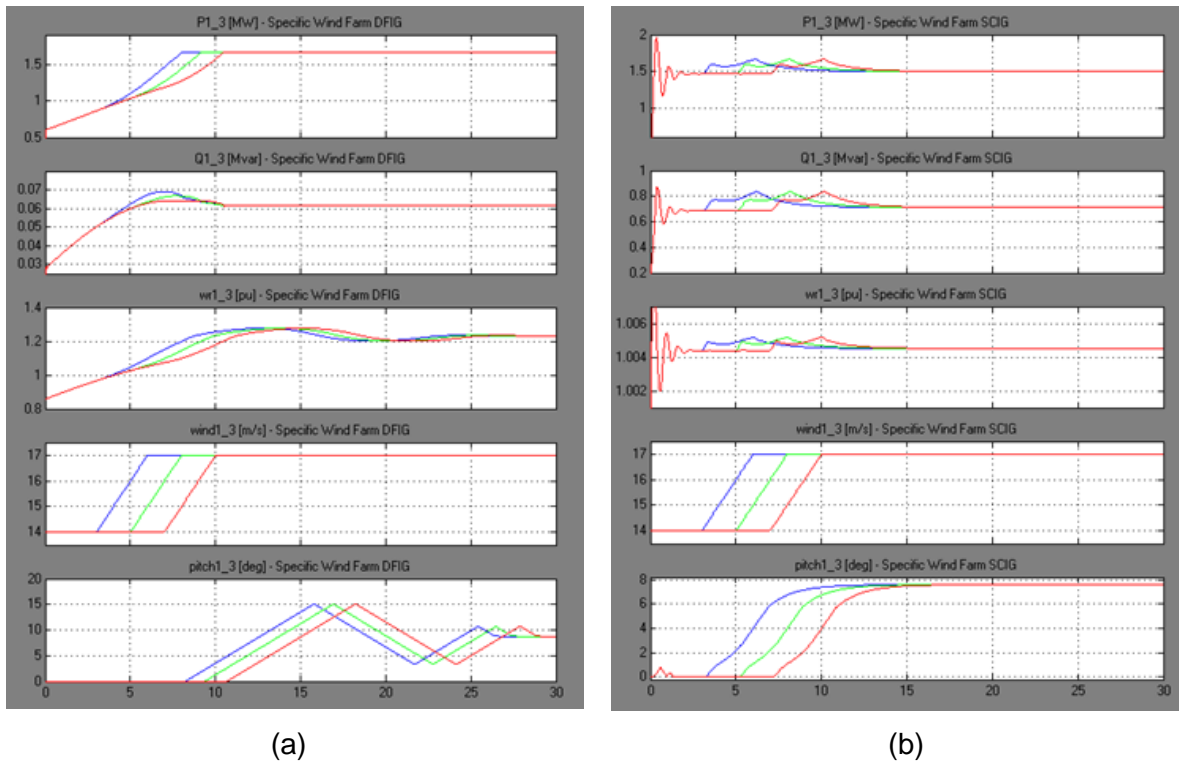 P1_3 [MW] - Specific Wind Farm DFIG
1.5
1
0.5
Q1_3 [Mvar] - Specific Wind Farm DFIG
0.07
0.06
0.05
0.04
0.03
wr1_3 [pu] - Specific Wind Farm DFIG
1.4
1.2
1
0.8
wind1_3 [m/s] - Specific Wind Farm DFIG
17
16
15
14
pitch1_3 [deg] - Specific Wind Farm DFIG
20
15
10
5
0
0 5 10 15 20 25 30
(a)
P1_3 [MW] - Specific Wind Farm SCIG
2
1.5
1
Q1_3 [Mvar] - Specific Wind Farm SCIG
1
0.8
0.6
0.4
0.2
wr1_3 [pu] - Specific Wind Farm SCIG
1.006
1.004
1.002
wind1_3 [m/s] - Specific Wind Farm SCIG
17
16
15
14
pitch1_3 [deg] - Specific Wind Farm SCIG
8
6
4
2
0
0 5 10 15 20 25 30
(b)